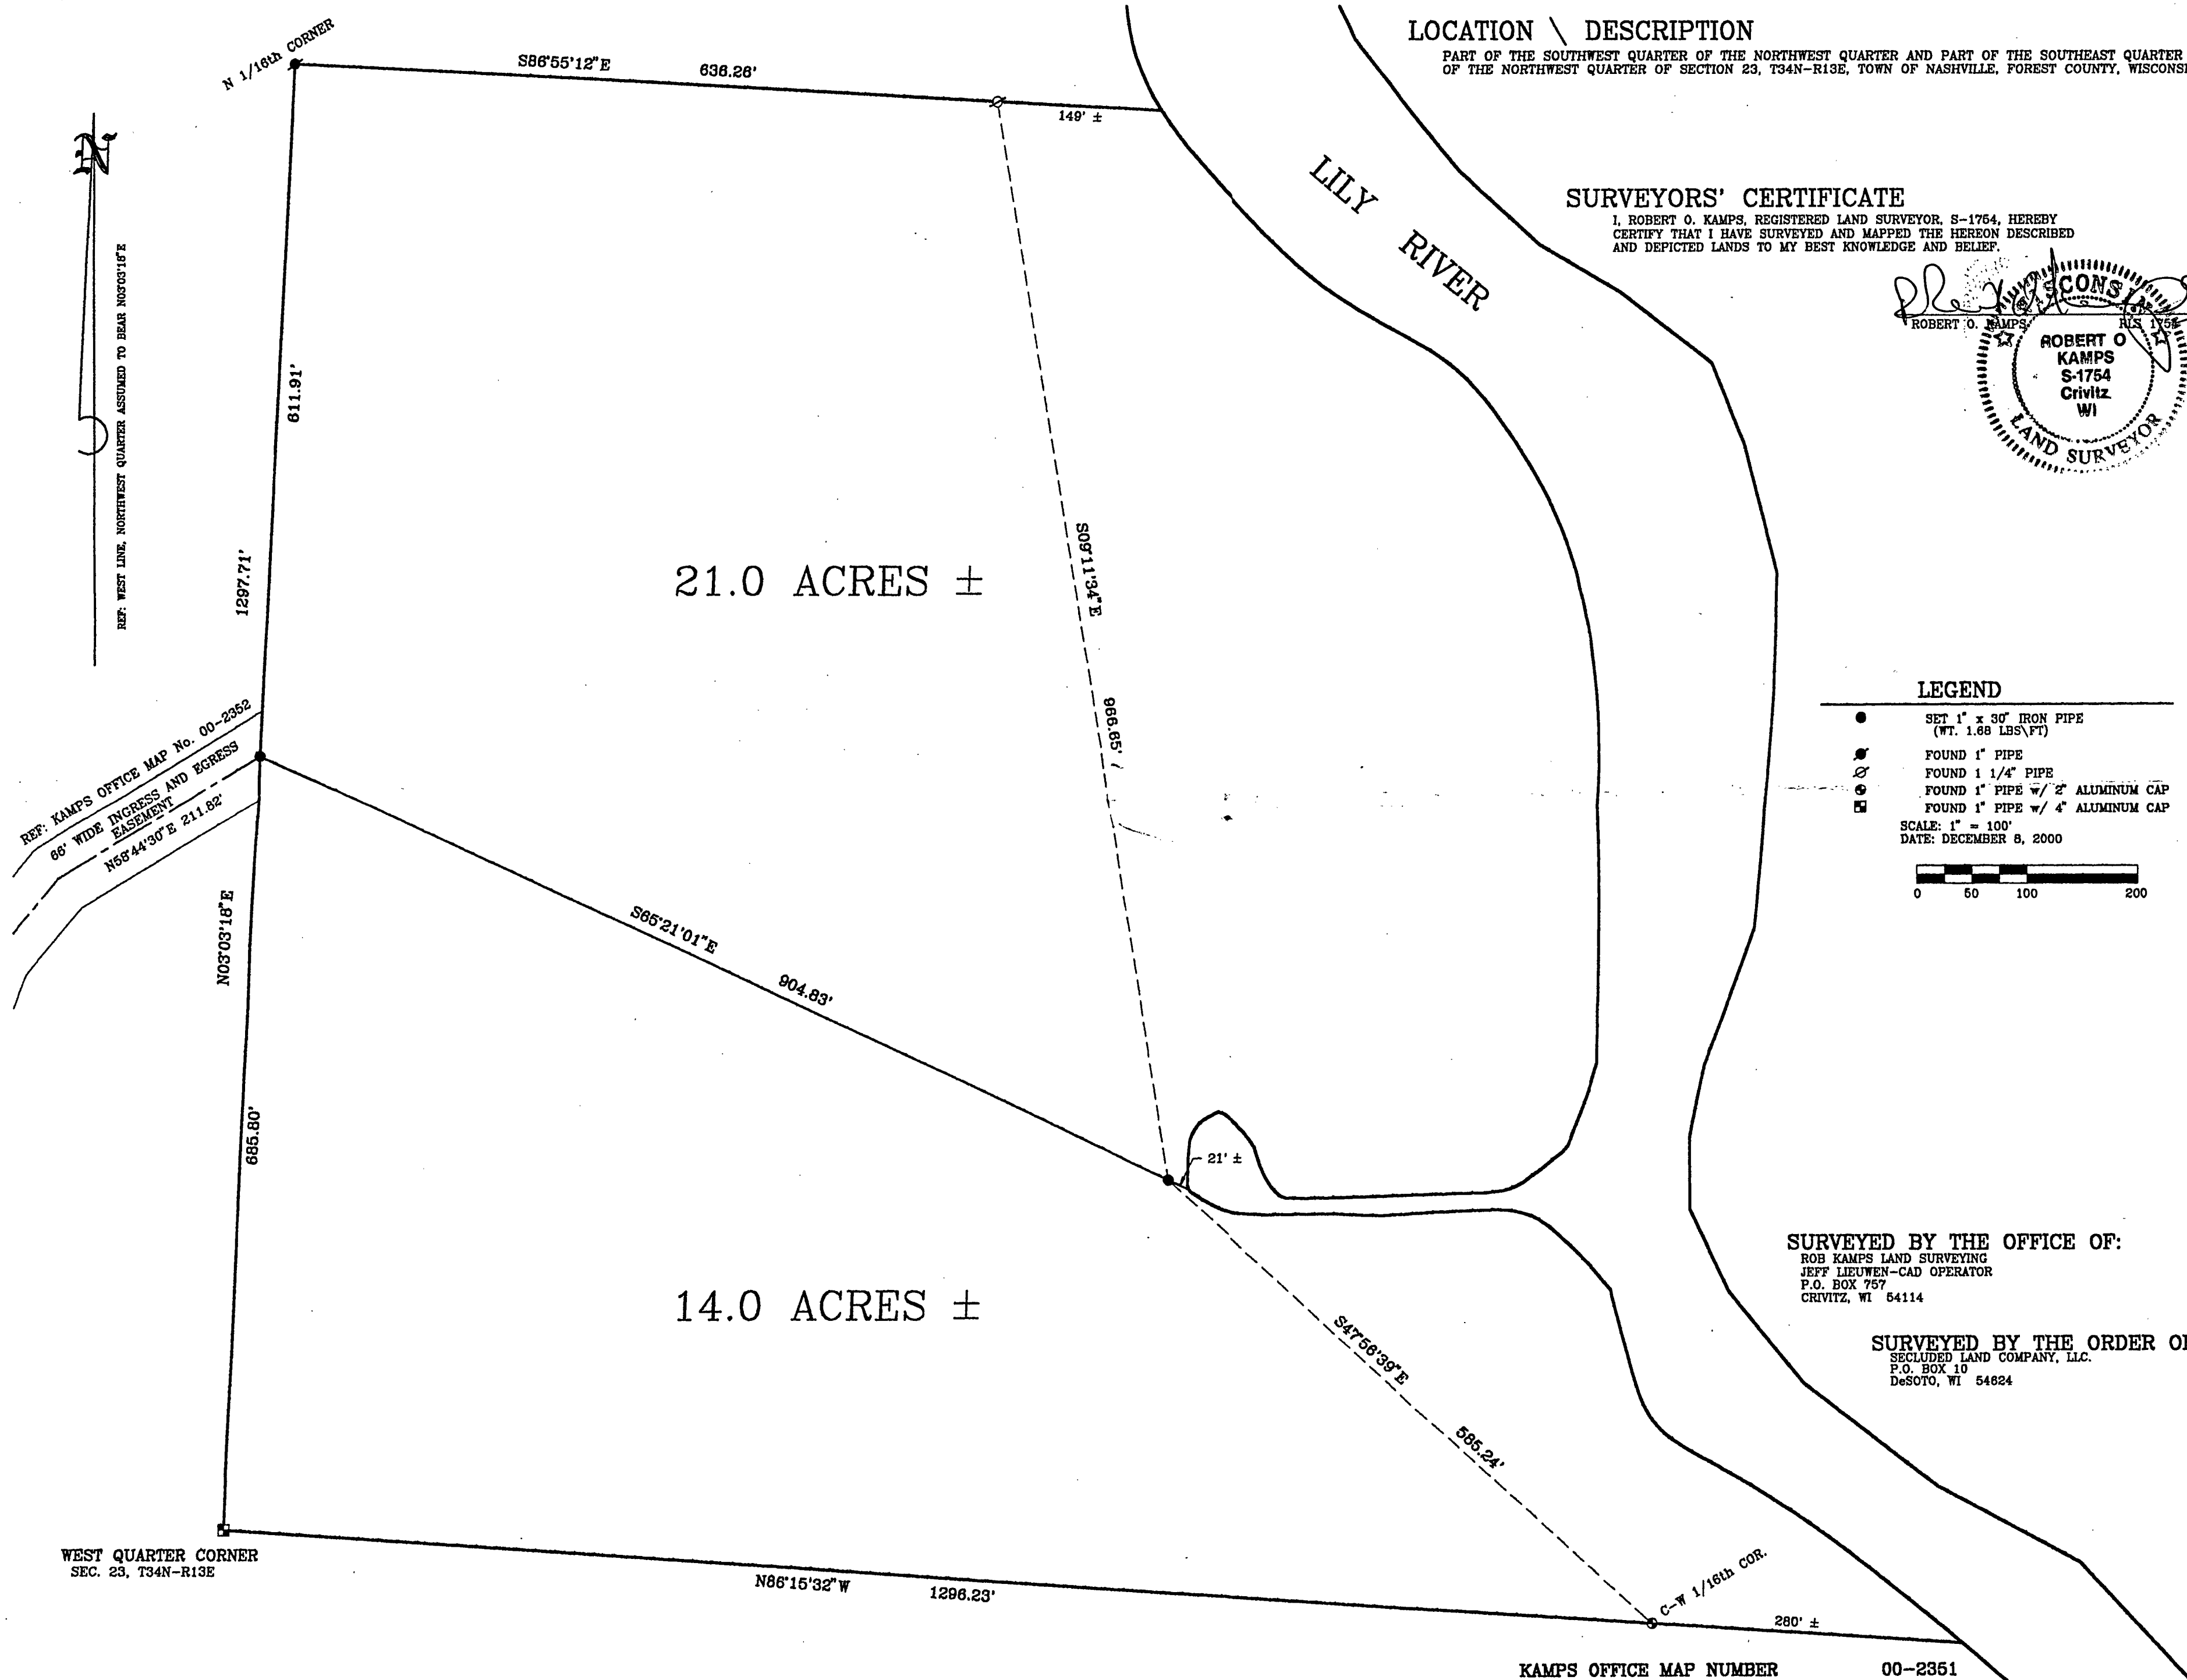 LOCATION \ DESCRIPTION
PART OF THE SOUTHWEST QUARTER OF THE NORTHWEST QUARTER AND PART OF THE SOUTHEAST QUARTER
OF THE NORTHWEST QUARTER OF SECTION 23, T34N-R13E, TOWN OF NASHVILLE, FOREST COUNTY,
N 1/16th CORNER
S86°55'12"E
636.26'
149' ±
N
REF: WEST LINE, NORTHWEST QUARTER ASSUMED TO BEAR N03°03'18"E
LILY RIVER
SURVEYORS' CERTIFICATE
I, ROBERT O. KAMPS, REGISTERED LAND SURVEYOR, S-1754, HEREBY
CERTIFY THAT I HAVE SURVEYED AND MAPPED THE HEREON DESCRIBED
AND DEPICTED LANDS TO MY BEST KNOWLEDGE AND BELIEF.
ROBERT O. KAMPS
RLS
ROBERT O
KAMPS
S-1754
Crivitz
WI
LAND SURVEYOR
611.91'
1297.71'
21.0 ACRES ±
S09°11'34"E
966.65'
REF: KAMPS OFFICE MAP No. 00-2352
66' WIDE INGRESS AND EGRESS
EASEMENT
N58°44'30"E 211.82'
LEGEND
SET 1" x 30" IRON PIPE
(WT. 1.68 LBS\FT)
FOUND 1" PIPE
FOUND 1 1/4" PIPE
FOUND 1" PIPE w/ 2" ALUMINUM CAP
FOUND 1" PIPE w/ 4" ALUMINUM CAP
SCALE: 1" = 100'
DATE: DECEMBER 8, 2000
0 50 100 200
N03°03'18"E
S65°21'01"E
904.83'
685.80'
21' ±
14.0 ACRES ±
S47°56'39"E
585.24'
SURVEYED BY THE OFFICE OF:
ROB KAMPS LAND SURVEYING
JEFF LIEUWEN-CAD OPERATOR
P.O. BOX 757
CRIVITZ, WI 54114
SURVEYED BY THE ORDER
SECLUDED LAND COMPANY, LLC.
P.O. BOX 10
DeSOTO, WI 54624
WEST QUARTER CORNER
SEC. 23, T34N-R13E
N86°15'32"W
1296.23'
C-W 1/16th COR.
280' ±
KAMPS OFFICE MAP NUMBER 00-2351